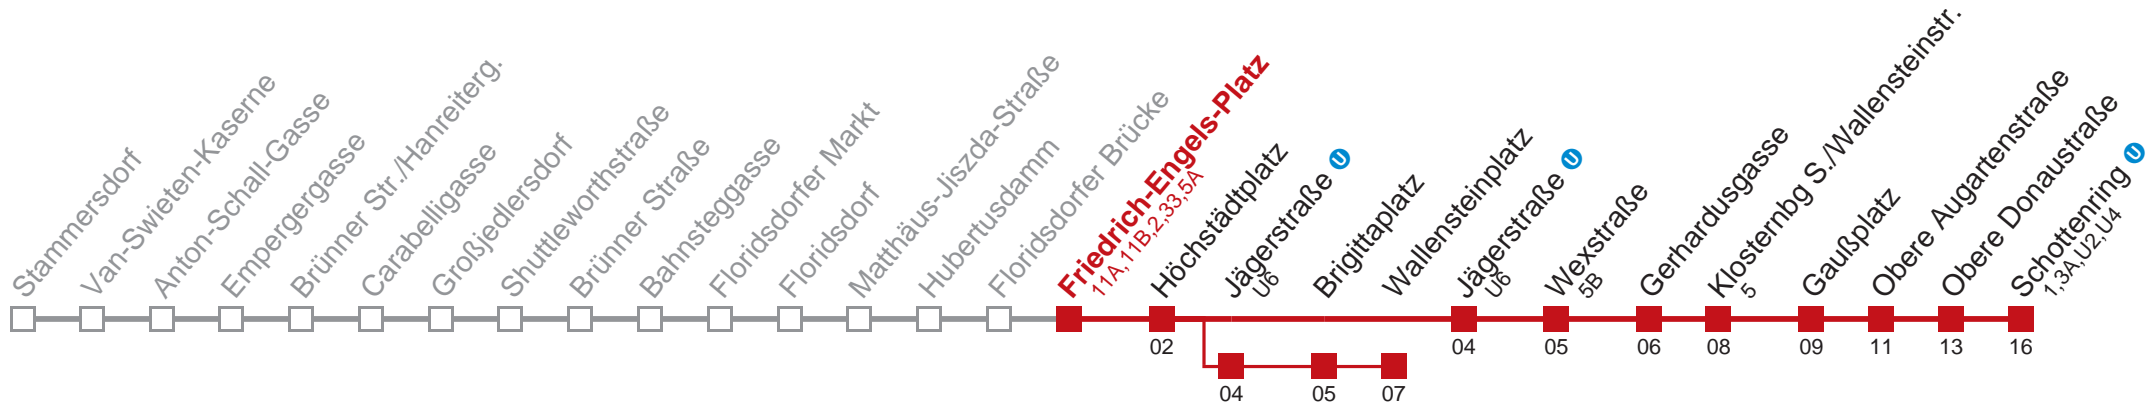 Stammersdorf
Van-Swieten-Kaserne
Anton-Schall-Gasse
Empergergasse
Brünner Str./Hanreiterg.
Carabelligasse
Großjedlersdorf
Shuttleworthstraße
Brünner Straße
Bahnsteggasse
Floridsdorfer Markt
Floridsdorf
Matthäus-Jiszda-Straße
Hubertusdamm
Floridsdorfer Brücke
Friedrich-Engels-Platz
11A,11B,2,33,5A
Höchstädtplatz
Jägerstraße U
U6
Brigittaplatz
Wallensteinplatz
Jägerstraße U
U6
Wexstraße
5B
Gerhardusgasse
Klosternbg S./Wallensteinstr.
5
Gaußplatz
Obere Augartenstraße
Obere Donaustraße
Schottenring U
1,3A,U2,U4
02
04
05
06
08
09
11
13
16
04
05
07